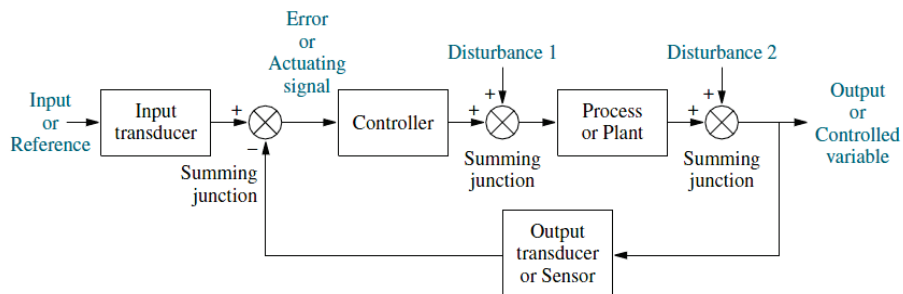 Error
or
Actuating
signal
Disturbance 1
Disturbance 2
Input
or
Reference
Input
transducer
+
−
Summing
junction
Controller
+
+
Summing
junction
Process
or Plant
+
+
Summing
junction
Output
or
Controlled
variable
Output
transducer
or Sensor